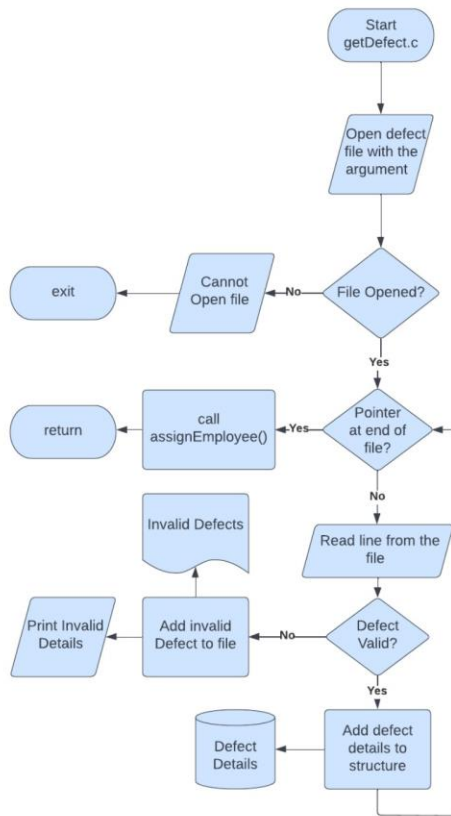 Start
getDefect.c
Open defect
file with the
argument
File Opened?
No
Cannot
Open file
exit
Yes
Pointer
at end of
file?
Yes
call
assignEmployee()
return
No
Read line from the
file
Defect
Valid?
No
Add invalid
Defect to file
Invalid Defects
Print Invalid
Details
Yes
Add defect
details to
structure
Defect
Details